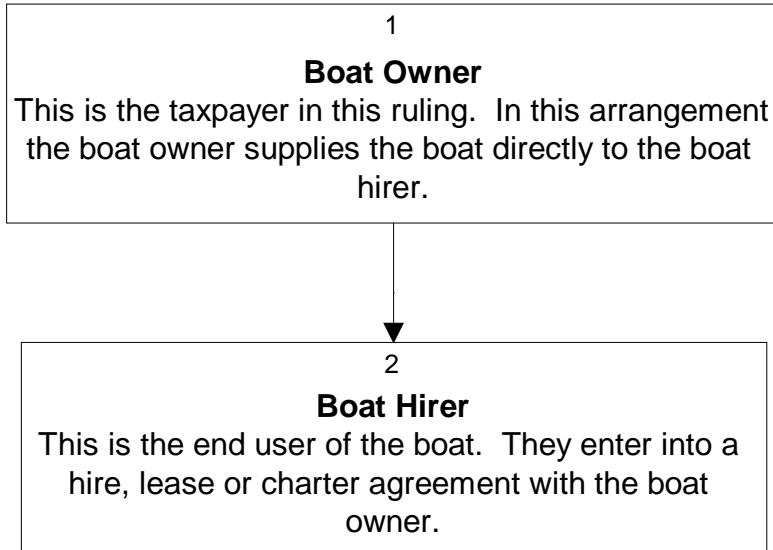 1
Boat Owner
This is the taxpayer in this ruling.  In this arrangement
the boat owner supplies the boat directly to the boat
hirer.
2
Boat Hirer
This is the end user of the boat.  They enter into a
hire, lease or charter agreement with the boat
owner.